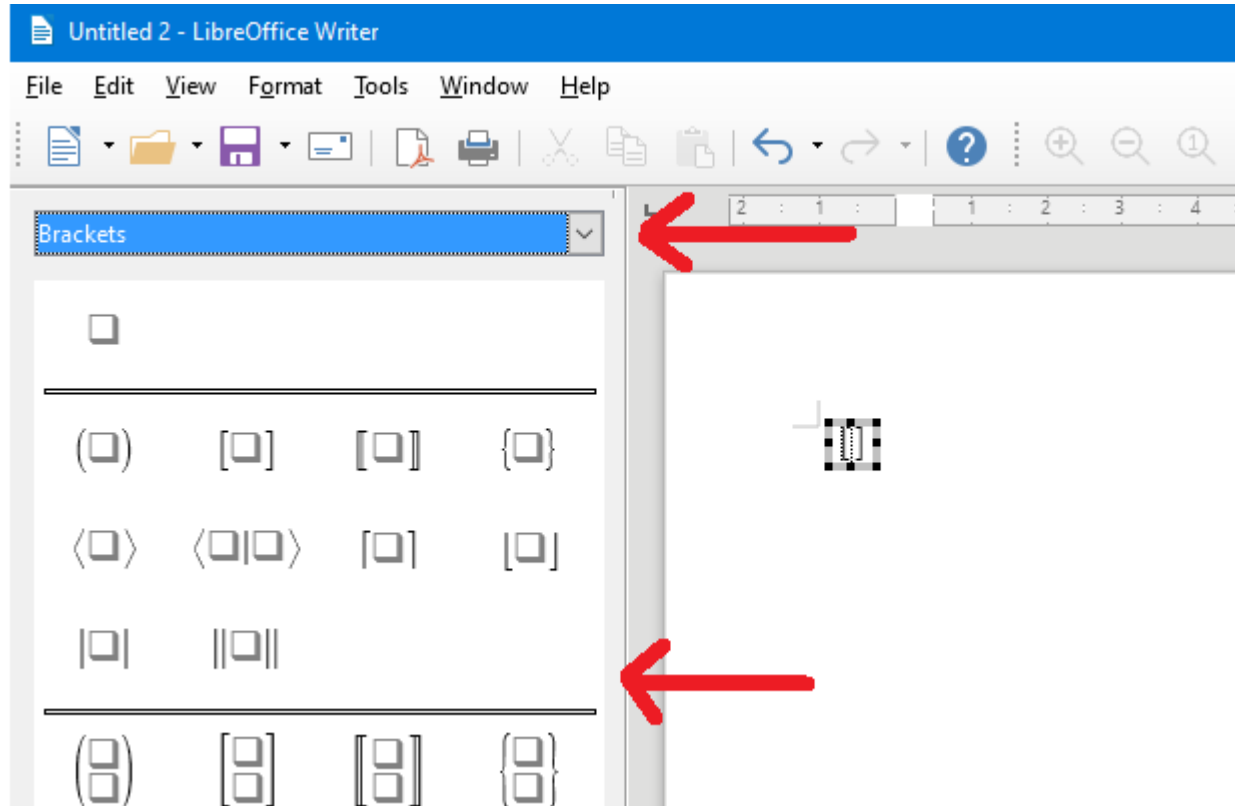 Untitled 2 - LibreOffice Writer
File Edit View Format Tools Window Help
Brackets
2 1 1 2 3 4